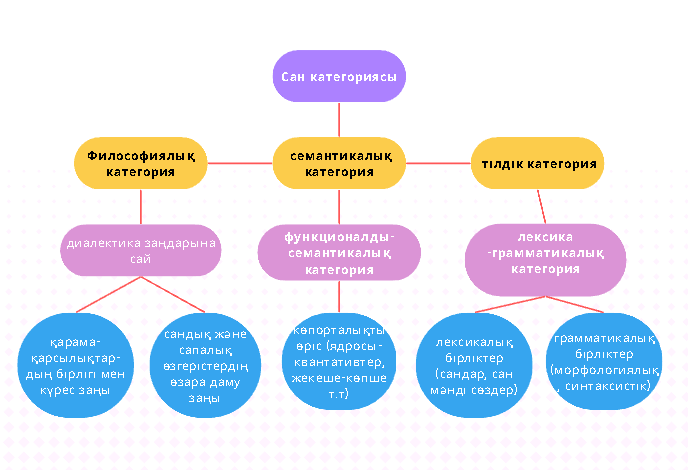 Сан категориясы
Философиялық
категория
семантикалық
категория
тілдік категория
диалектика заңдарына
сай
функционалды-
семантикалық
категория
лексика
-грамматикалық
категория
қарама-
қарсылықтар-
дың бірлігі мен
күрес заңы
сандық және
сапалық
өзгерістердің
өзара даму
заңы
көпорталықты
өріс (ядросы-
квантативтер,
жекеше-көпше
т.т)
лексикалық
бірліктер
(сандар, сан
мәнді сөздер)
грамматикалық
бірліктер
(морфологиялық
, синтаксистік)